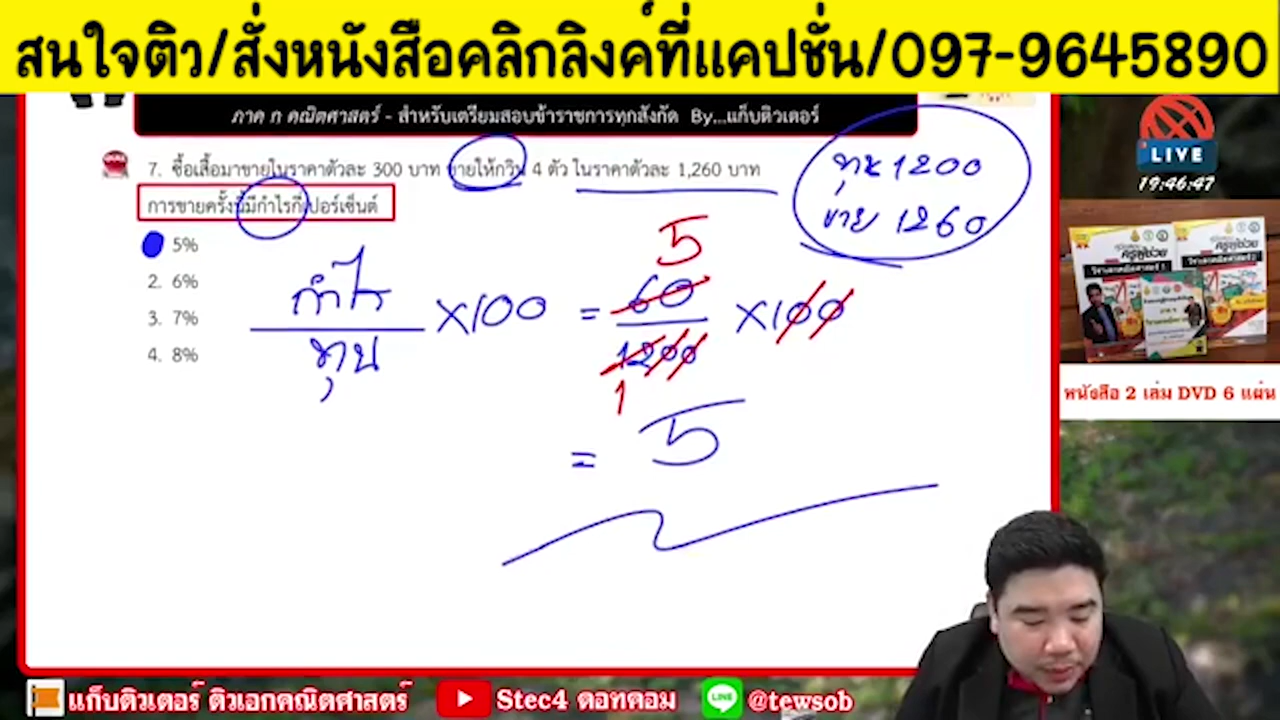 สนใจติว/สั่งหนังสือคลิกลิงค์ที่แคปชั่น/097-9645890
ภาค ก คณิตศาสตร์ - สำหรับเตรียมสอบข้าราชการทุกสังกัด By...แก็บติวเตอร์
7. ซื้อเสื้อมาขายในราคาตัวละ 300 บาท ขายให้กวิน 4 ตัว ในราคาตัวละ 1,260 บาท
การขายครั้งนี้มีกำไรกี่เปอร์เซ็นต์
5%
2. 6%
3. 7%
4. 8%
ทุน 1200
ขาย 1260
กำไร
ทุน
×100 = 60
1200
×100
5
1
= 5
LIVE
19:46:47
หนังสือ 2 เล่ม DVD 6 แผ่น
แก็บติวเตอร์ ติวเอกคณิตศาสตร์
Stec4 ดอทคอม
LINE
@tewsob